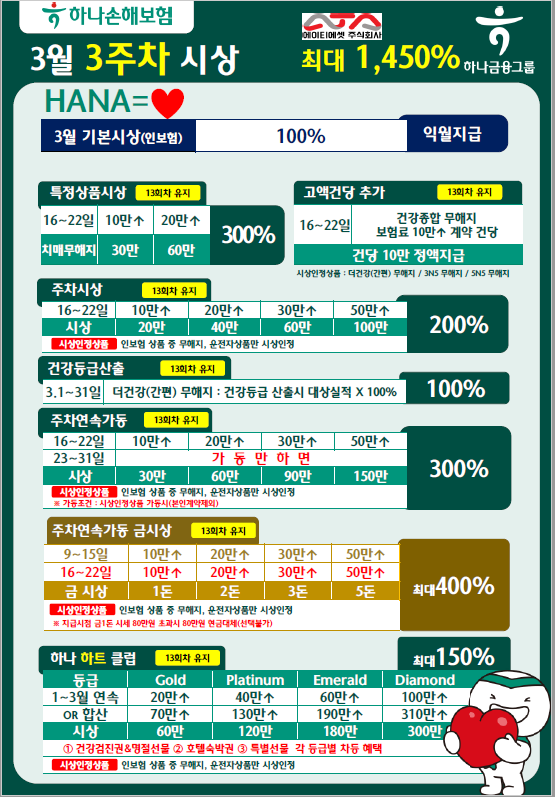 하나손해보험
에이티에셋 주식회사
3월 3주차 시상
최대 1,450%
하나금융그룹
HANA=
3월 기본시상(인보험) 100% 익월지급
특정상품시상 13회차 유지
16~22일 10만↑ 20만↑
치매무해지 30만 60만
300%
고액건당 추가 13회차 유지
16~22일
건강종합 무해지
보험료 10만↑ 계약 건당
건당 10만 정액지급
시상인정상품 : 더건강(간편) 무해지 / 3N5 무해지 / 5N5 무해지
주차시상 13회차 유지
16~22일 10만↑ 20만↑ 30만↑ 50만↑
시상 20만 40만 60만 100만
200%
시상인정상품 인보험 상품 중 무해지, 운전자상품만 시상인정
건강등급산출 13회차 유지
3.1~31일 더건강(간편) 무해지 : 건강등급 산출시 대상실적 X 100%
100%
주차연속가동 13회차 유지
16~22일 10만↑ 20만↑ 30만↑ 50만↑
23~31일 가 동 만 하 면
시상 30만 60만 90만 150만
300%
시상인정상품 인보험 상품 중 무해지, 운전자상품만 시상인정
※ 가동조건 : 시상인정상품 가동시(본인계약제외)
주차연속가동 금시상 13회차 유지
9~15일 10만↑ 20만↑ 30만↑ 50만↑
16~22일 10만↑ 20만↑ 30만↑ 50만↑
금 시상 1돈 2돈 3돈 5돈
최대400%
시상인정상품 인보험 상품 중 무해지, 운전자상품만 시상인정
※ 지급시점 금1돈 시세 80만원 초과시 80만원 현금대체(선택불가)
하나 하트 클럽 13회차 유지
최대150%
등급 Gold Platinum Emerald Diamond
1~3월 연속 20만↑ 40만↑ 60만↑ 100만↑
OR 합산 70만↑ 130만↑ 190만↑ 310만↑
시상 60만 120만 180만 300만
① 건강검진권&명절선물 ② 호텔숙박권 ③ 특별선물 각 등급별 차등 혜택
시상인정상품 인보험 상품 중 무해지, 운전자상품만 시상인정